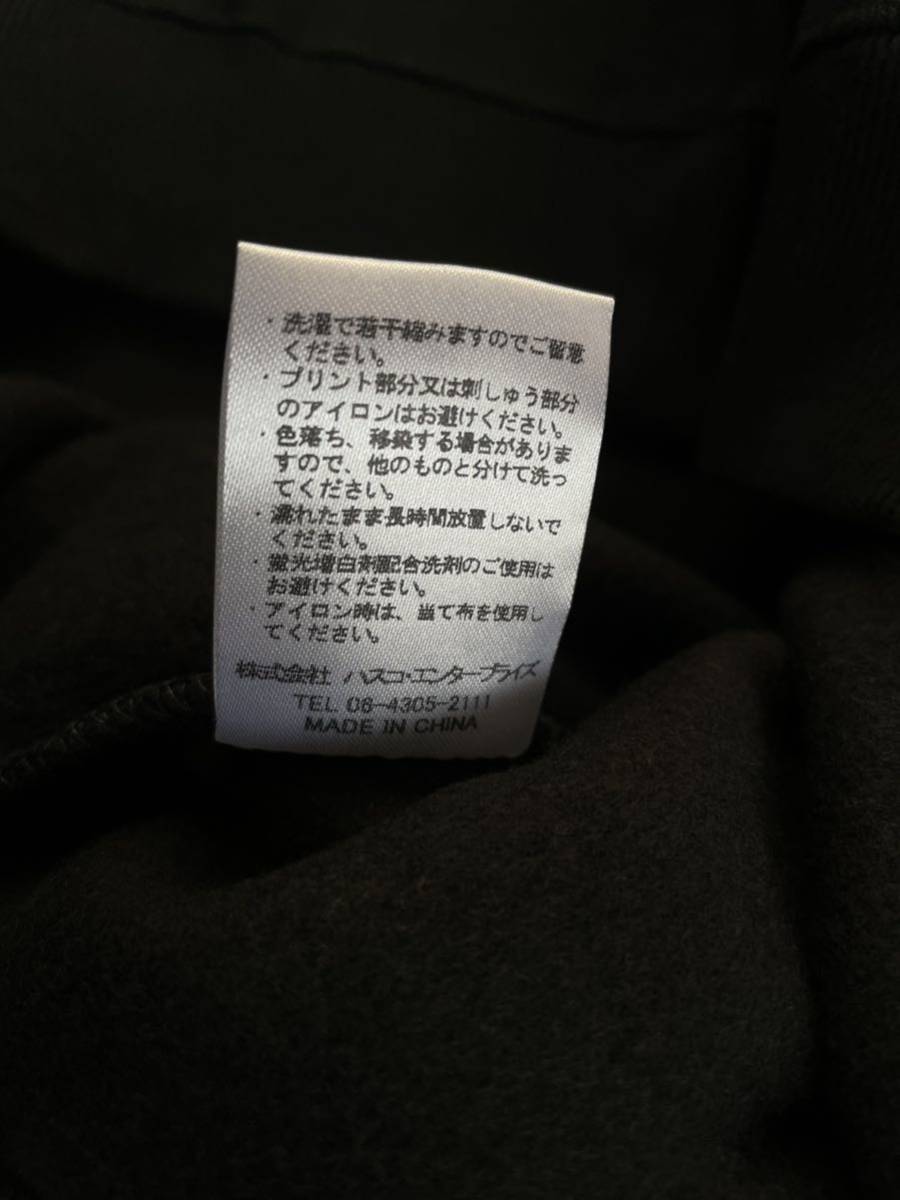 ・洗濯で若干縮みますのでご留意
ください。
・プリント部分又は刺しゅう部分
のアイロンはお避けください。
・色落ち、移染する場合がありま
すので、他のものと分けて洗っ
てください。
・濡れたまま長時間放置しないで
ください。
・蛍光増白剤配合洗剤のご使用は
お避けください。
・アイロン時は、当て布を使用し
てください。
株式会社 ハスコ・エンタープライズ
TEL 06-4305-2111
MADE IN CHINA